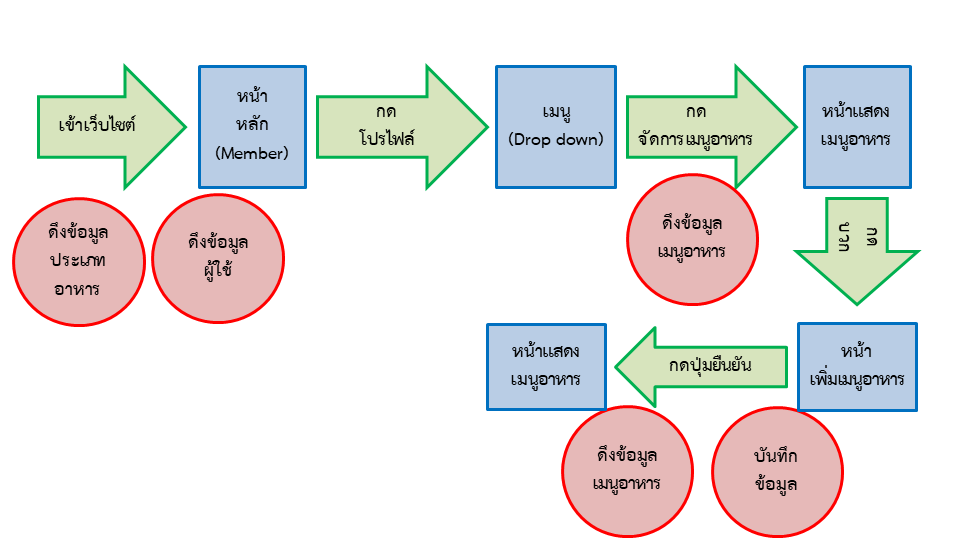 เข้าเว็บไซต์
หน้า
หลัก
(Member)
กด
โปรไฟล์
เมนู
(Drop down)
กด
จัดการเมนูอาหาร
หน้าแสดง
เมนูอาหาร
ดึงข้อมูล
ประเภท
อาหาร
ดึงข้อมูล
ผู้ใช้
ดึงข้อมูล
เมนูอาหาร
กด
บวก
หน้าแสดง
เมนูอาหาร
กดปุ่มยืนยัน
หน้า
เพิ่มเมนูอาหาร
ดึงข้อมูล
เมนูอาหาร
บันทึก
ข้อมูล